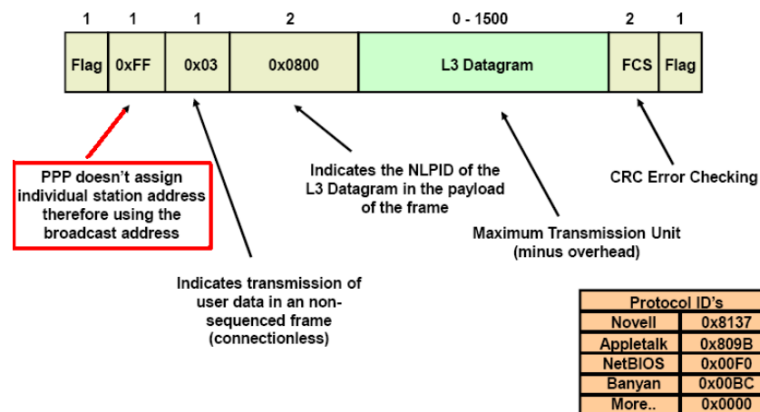 1 1 1 2 0 - 1500 2 1
Flag 0xFF 0x03 0x0800 L3 Datagram FCS Flag
PPP doesn't assign
individual station address
therefore using the
broadcast address
Indicates the NLPID of the
L3 Datagram in the payload
of the frame
CRC Error Checking
Maximum Transmission Unit
(minus overhead)
Indicates transmission of
user data in an non-
sequenced frame
(connectionless)
Protocol ID's
Novell 0x8137
Appletalk 0x809B
NetBIOS 0x00F0
Banyan 0x00BC
More.. 0x0000